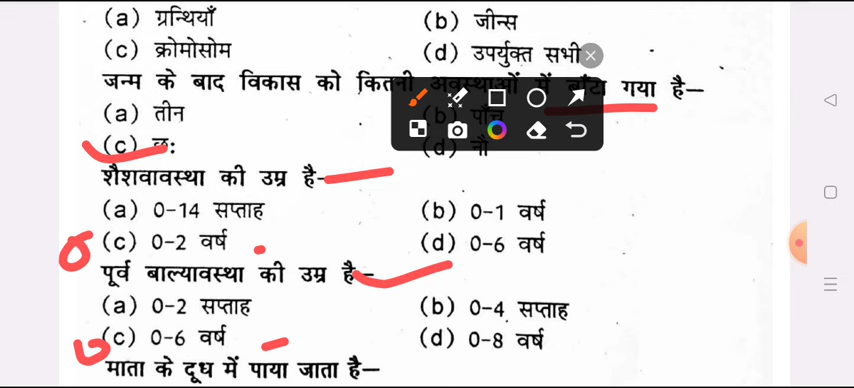 (a) ग्रन्थियाँ (b) जीन्स
(c) क्रोमोसोम (d) उपर्युक्त सभी
जन्म के बाद विकास को कितनी अवस्थाओं में बाँटा गया है—
(a) तीन (b) पाँच
(c) छः (d) नौ
शैशवावस्था की उम्र है-
(a) 0-14 सप्ताह (b) 0-1 वर्ष
(c) 0-2 वर्ष (d) 0-6 वर्ष
पूर्व बाल्यावस्था की उम्र है-
(a) 0-2 सप्ताह (b) 0-4 सप्ताह
(c) 0-6 वर्ष (d) 0-8 वर्ष
माता के दूध में पाया जाता है—